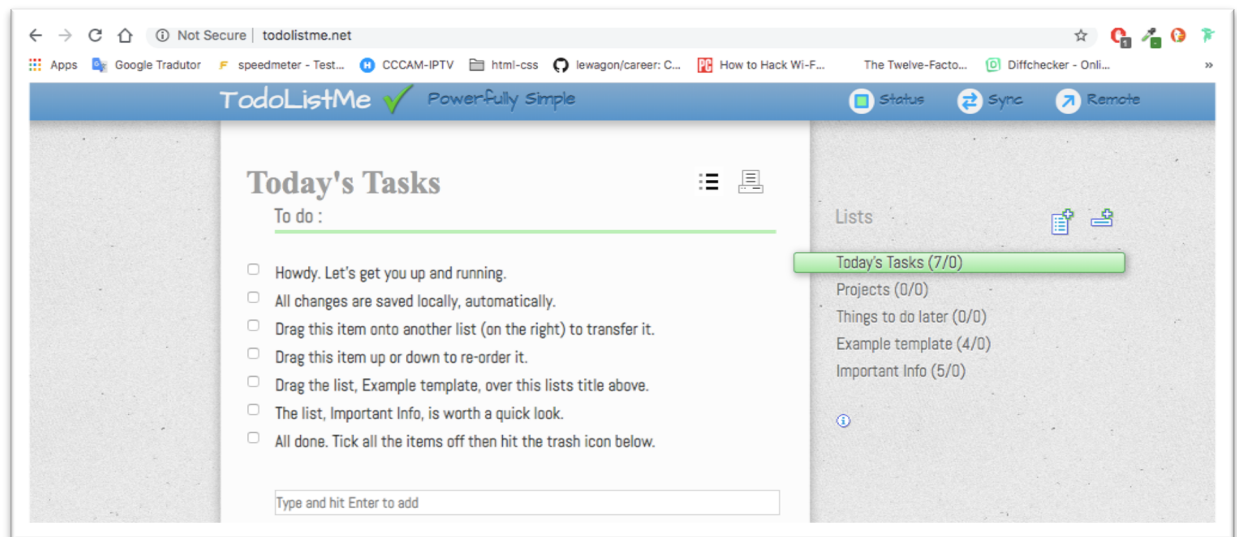 Not Secure | todolistme.net
Apps Google Tradutor speedmeter - Test... CCCAM-IPTV html-css lewagon/career: C... How to Hack Wi-F... The Twelve-Facto... Diffchecker - Onli... »
TodoListMe Powerfully Simple Status Sync Remote
Today's Tasks
To do :
Howdy. Let's get you up and running.
All changes are saved locally, automatically.
Drag this item onto another list (on the right) to transfer it.
Drag this item up or down to re-order it.
Drag the list, Example template, over this lists title above.
The list, Important Info, is worth a quick look.
All done. Tick all the items off then hit the trash icon below.
Type and hit Enter to add
Lists
Today's Tasks (7/0)
Projects (0/0)
Things to do later (0/0)
Example template (4/0)
Important Info (5/0)